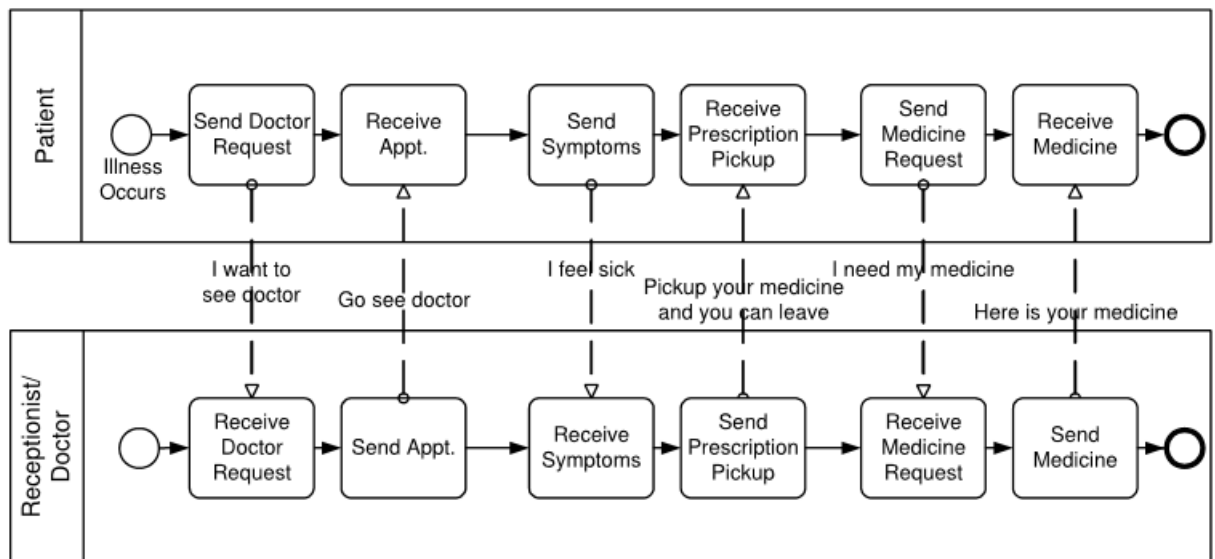 Patient
Send Doctor
Request
Receive
Appt.
Send
Symptoms
Receive
Prescription
Pickup
Send
Medicine
Request
Receive
Medicine
Illness
Occurs
I want to
see doctor
Go see doctor
I feel sick
Pickup your medicine
and you can leave
I need my medicine
Here is your medicine
Receptionist/
Doctor
Receive
Doctor
Request
Send Appt.
Receive
Symptoms
Send
Prescription
Pickup
Receive
Medicine
Request
Send
Medicine